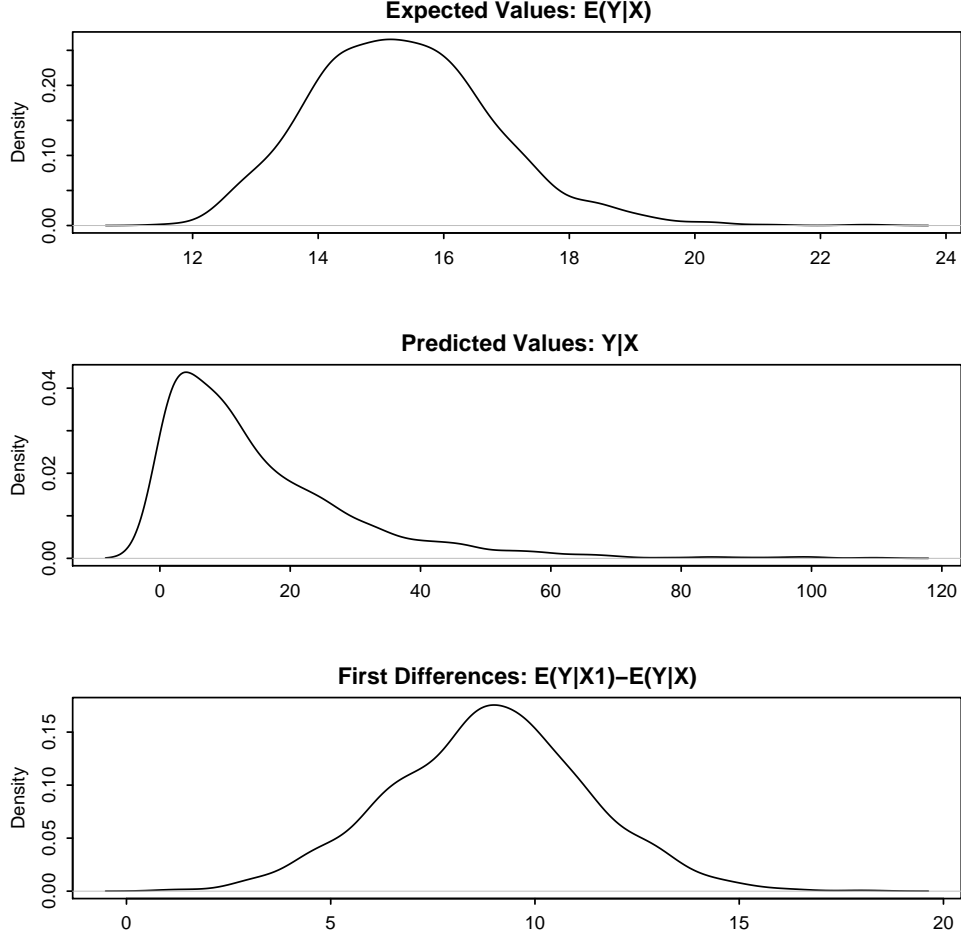 Expected Values: E(Y|X)
Density
0.00 0.10 0.20
12 14 16 18 20 22 24
Predicted Values: Y|X
Density
0.00 0.02 0.04
0 20 40 60 80 100 120
First Differences: E(Y|X1)−E(Y|X)
Density
0.00 0.05 0.10 0.15
0 5 10 15 20